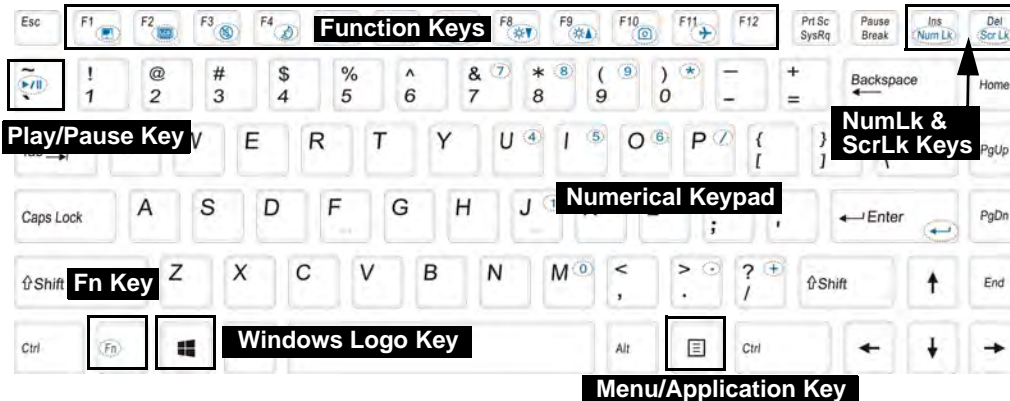 Esc F1 F2 F3 F4 Function Keys F8 F9 F10 F11 F12 Prt Sc SysRq Pause Break Ins Num Lk Del Scr Lk
~ ` ! 1 @ 2 # 3 $ 4 % 5 ^ 6 & 7 7 * 8 8 ( 9 9 ) 0 * _ - + = Backspace Home
Play/Pause Key E R T Y U 4 I 5 O 6 P / { [ } ] \ NumLk & ScrLk Keys PgUp
Caps Lock A S D F G H J 1 Numerical Keypad ; ' Enter PgDn
Shift Fn Key Z X C V B N M 0 < , > . . ? / + Shift End
Ctrl Fn Windows Logo Key Alt Ctrl
Menu/Application Key